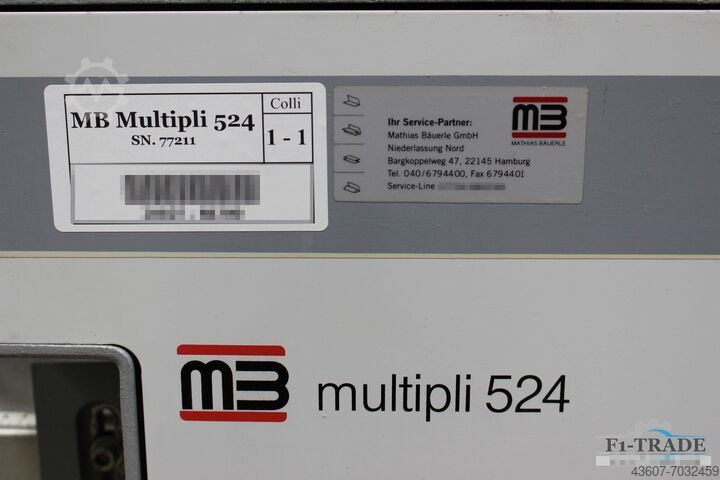 MB Multipli 524
SN. 77211
Colli
1 - 1
Ihr Service-Partner:
Mathias Bäuerle GmbH
Niederlassung Nord
Bargkoppelweg 47, 22145 Hamburg
Tel. 040/6794400, Fax 6794401
Service-Line
MB
MATHIAS BÄUERLE
MB multipli 524
F1-TRADE
43607-7032459